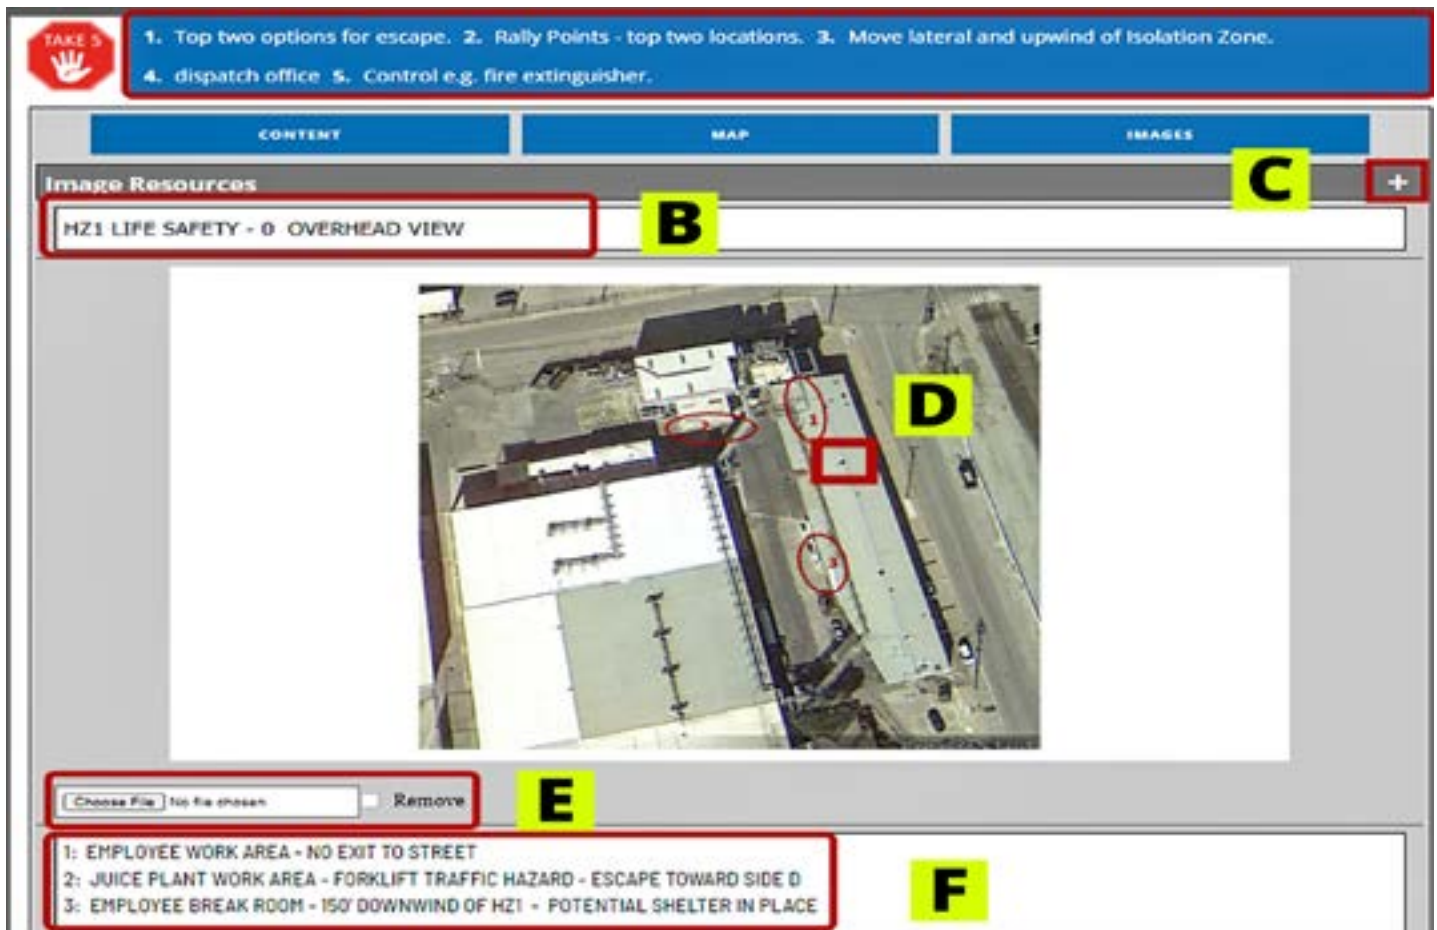 TAKE 5
1. Top two options for escape. 2. Rally Points - top two locations. 3. Move lateral and upwind of Isolation Zone.
4. dispatch office 5. Control e.g. fire extinguisher.
CONTENT MAP IMAGES
C
Image Resources +
HZ1 LIFE SAFETY - 0 OVERHEAD VIEW
B
D
1
2
3
Choose File No file chosen Remove
E
1: EMPLOYEE WORK AREA - NO EXIT TO STREET
2: JUICE PLANT WORK AREA - FORKLIFT TRAFFIC HAZARD - ESCAPE TOWARD SIDE D
3: EMPLOYEE BREAK ROOM - 150' DOWNWIND OF HZ1 - POTENTIAL SHELTER IN PLACE
F